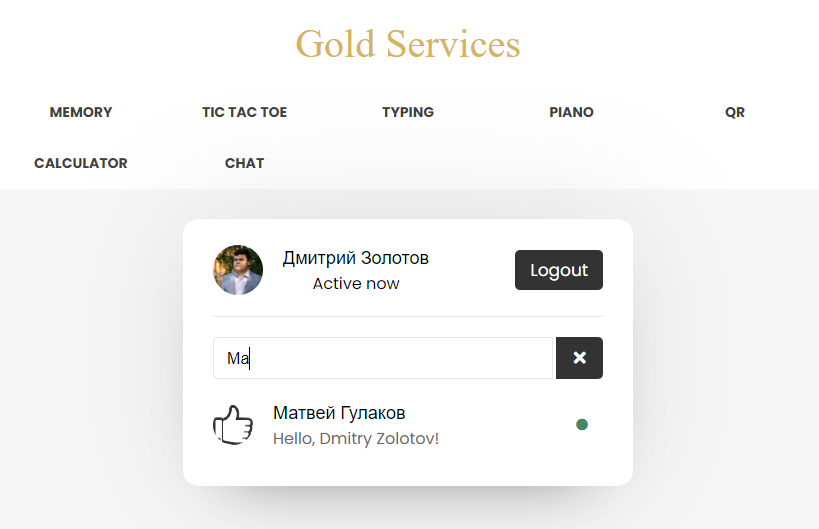 Gold Services
MEMORY TIC TAC TOE TYPING PIANO QR
CALCULATOR CHAT
Дмитрий Золотов
Active now
Logout
Ма
Матвей Гулаков
Hello, Dmitry Zolotov!